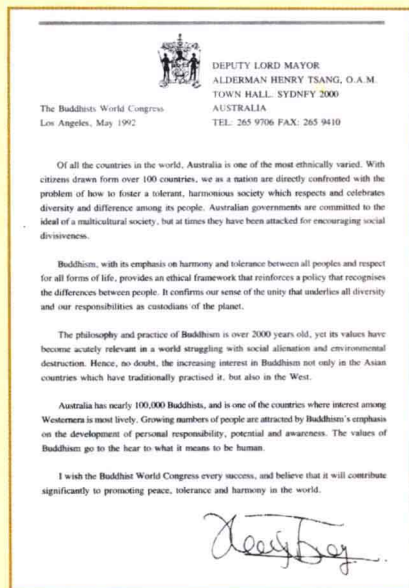 DEPUTY LORD MAYOR
ALDERMAN HENRY TSANG, O.A.M.
TOWN HALL. SYDNEY 2000
AUSTRALIA
TEL: 265 9706 FAX: 265 9410
The Buddhists World Congress
Los Angeles, May 1992
Of all the countries in the world, Australia is one of the most ethnically varied. With
citizens drawn form over 100 countries, we as a nation are directly confronted with the
problem of how to foster a tolerant, harmonious society which respects and celebrates
diversity and difference among its people. Australian governments are committed to the
ideal of a multicultural society, but at times they have been attacked for encouraging social
divisiveness.
Buddhism, with its emphasis on harmony and tolerance between all peoples and respect
for all forms of life, provides an ethical framework that reinforces a policy that recognises
the differences between people. It confirms our sense of the unity that underlies all diversity
and our responsibilities as custodians of the planet.
The philosophy and practice of Buddhism is over 2000 years old, yet its values have
become acutely relevant in a world struggling with social alienation and environmental
destruction. Hence, no doubt, the increasing interest in Buddhism not only in the Asian
countries which have traditionally practised it, but also in the West.
Australia has nearly 100,000 Buddhists, and is one of the countries where interest among
Westerners is most lively. Growing numbers of people are attracted by Buddhism's emphasis
on the development of personal responsibility, potential and awareness. The values of
Buddhism go to the hear to what it means to be human.
I wish the Buddhist World Congress every success, and believe that it will contribute
significantly to promoting peace, tolerance and harmony in the world.